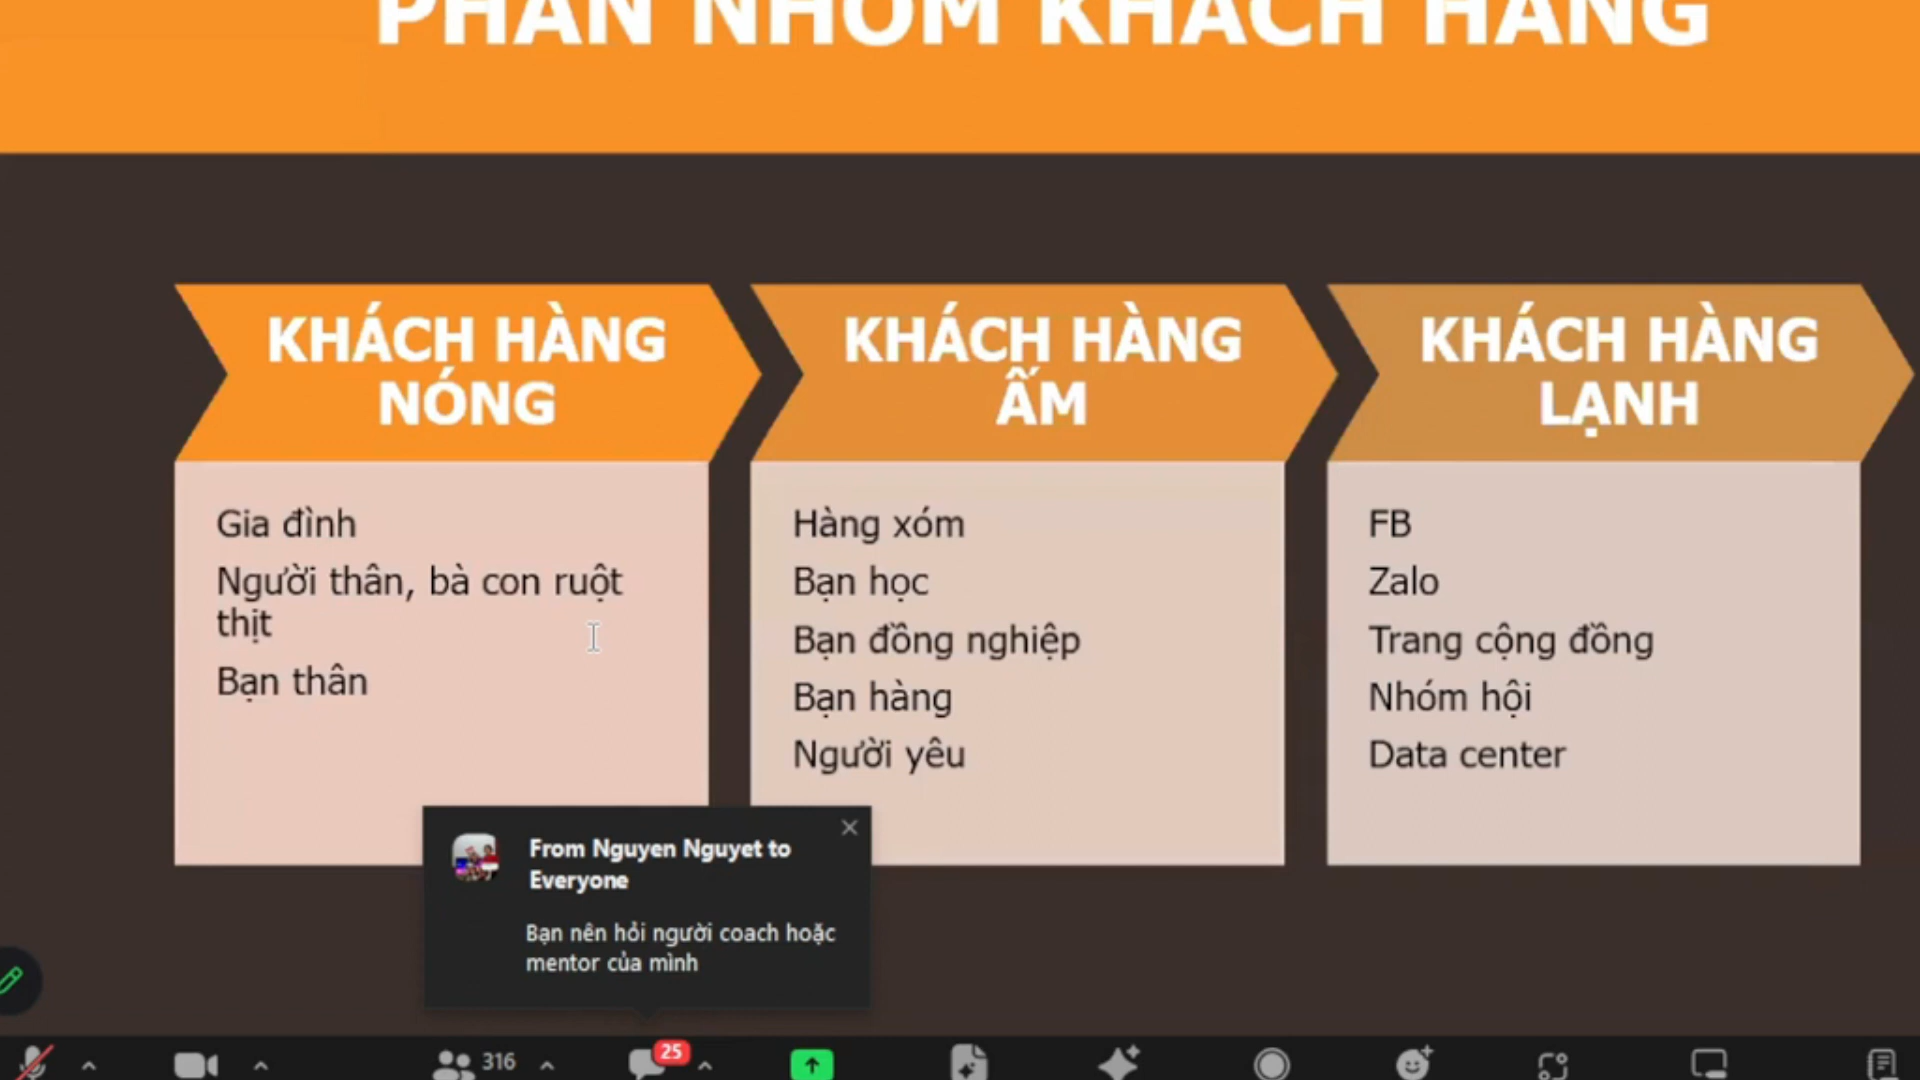 PHÂN NHÓM KHÁCH HÀNG
KHÁCH HÀNG
NÓNG
Gia đình
Người thân, bà con ruột
thịt
Bạn thân
KHÁCH HÀNG
ẤM
Hàng xóm
Bạn học
Bạn đồng nghiệp
Bạn hàng
Người yêu
KHÁCH HÀNG
LẠNH
FB
Zalo
Trang cộng đồng
Nhóm hội
Data center
From Nguyen Nguyet to
Everyone
Bạn nên hỏi người coach hoặc
mentor của mình
316
25